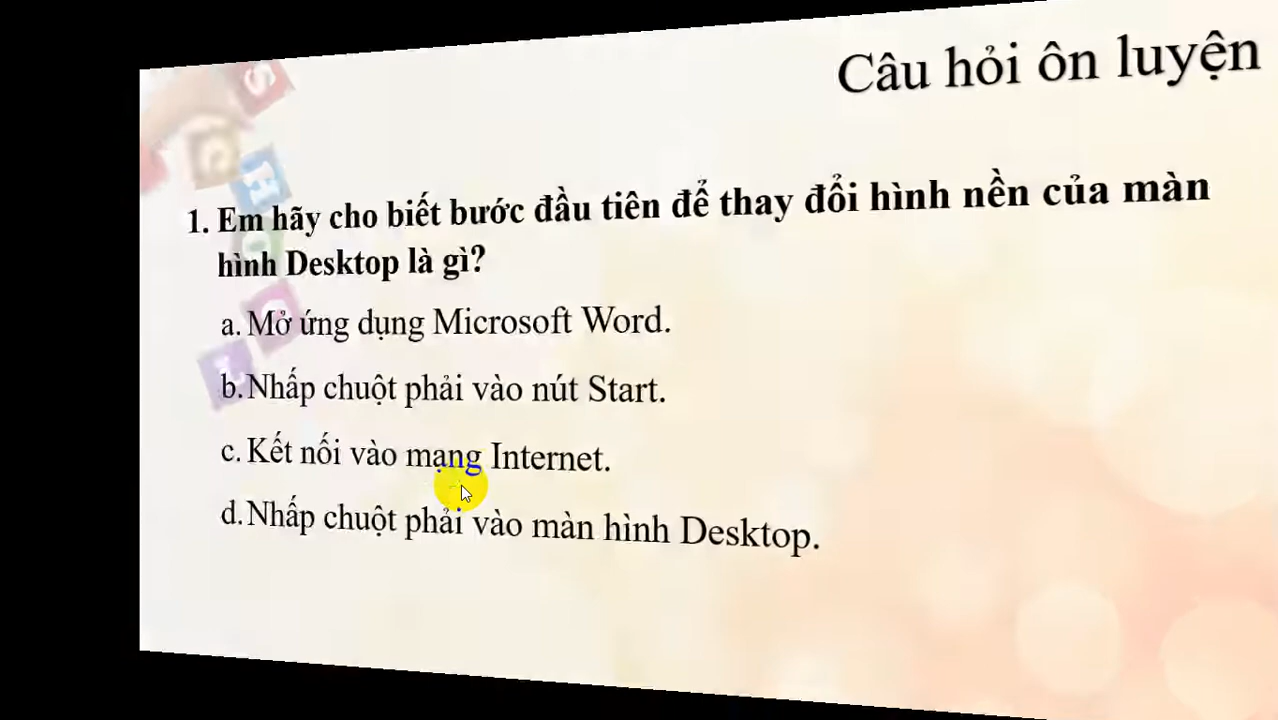 Câu hỏi ôn luyện
1. Em hãy cho biết bước đầu tiên để thay đổi hình nền của màn
hình Desktop là gì?
a. Mở ứng dụng Microsoft Word.
b. Nhấp chuột phải vào nút Start.
c. Kết nối vào mạng Internet.
d. Nhấp chuột phải vào màn hình Desktop.